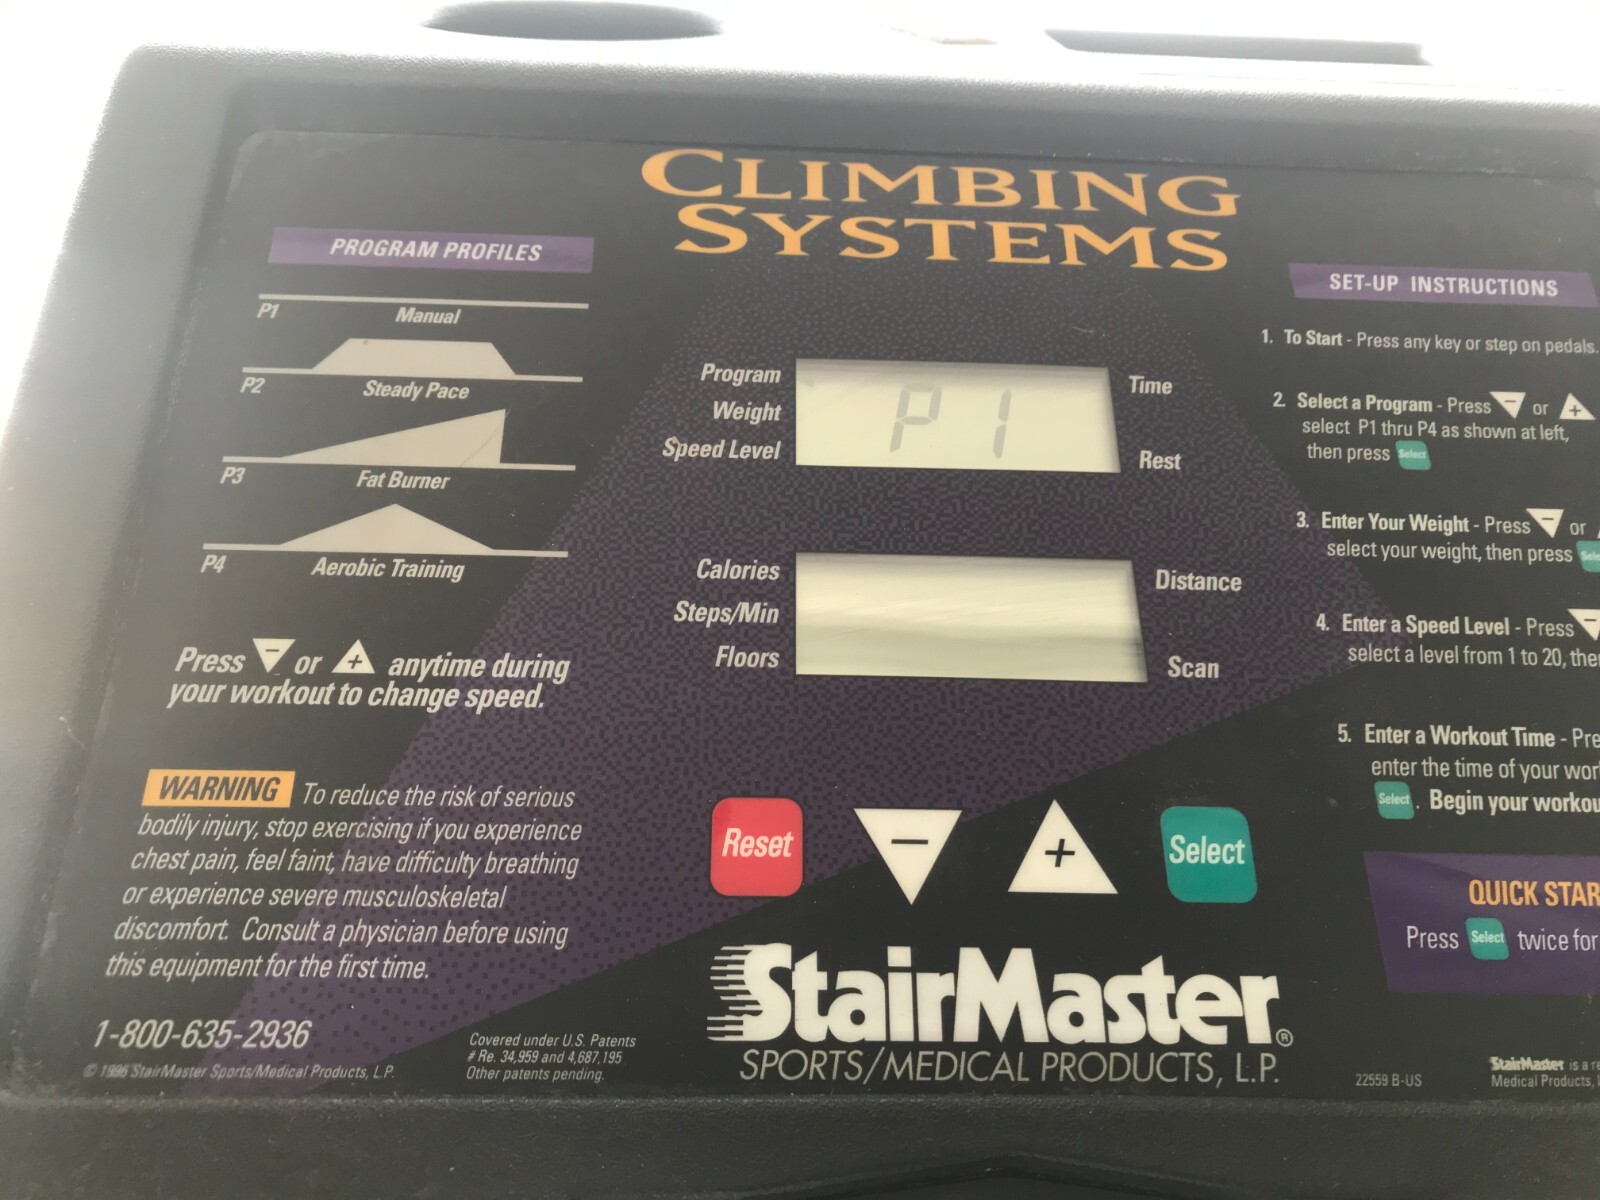 CLIMBING
SYSTEMS
PROGRAM PROFILES
P1
Manual
P2
Steady Pace
P3
Fat Burner
P4
Aerobic Training
Press - or + anytime during
your workout to change speed.
WARNING To reduce the risk of serious
bodily injury, stop exercising if you experience
chest pain, feel faint, have difficulty breathing
or experience severe musculoskeletal
discomfort. Consult a physician before using
this equipment for the first time.
1-800-635-2936
© 1996 StairMaster Sports/Medical Products, L.P.
Covered under U.S. Patents
# Re. 34,959 and 4,687,195
Other patents pending.
Program
Weight
Speed Level
P1
Time
Rest
Calories
Steps/Min
Floors
Distance
Scan
Reset
-
+
Select
StairMaster®
SPORTS/MEDICAL PRODUCTS, L.P.
SET-UP INSTRUCTIONS
1. To Start - Press any key or step on pedals.
2. Select a Program - Press - or +
select P1 thru P4 as shown at left,
then press Select
3. Enter Your Weight - Press - or
select your weight, then press
4. Enter a Speed Level - Press -
select a level from 1 to 20,
5. Enter a Workout Time -
enter the time of your
Select . Begin your
QUICK
Press Select twice for
22559 B-US
StairMaster is a
Medical Products,